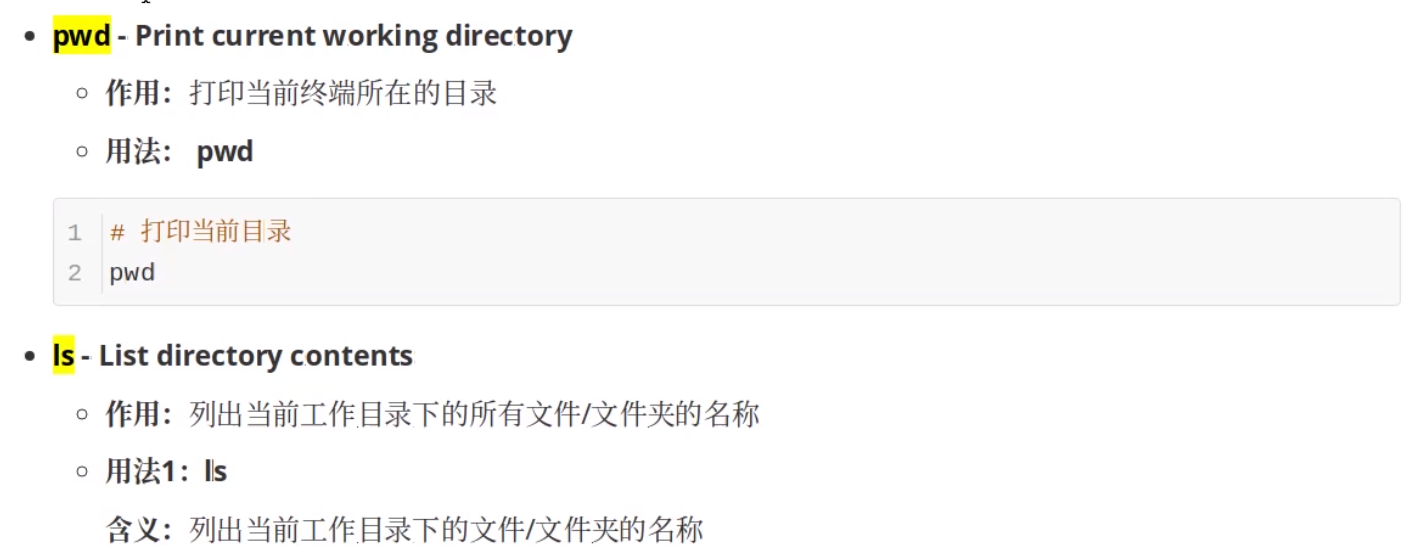 pwd - Print current working directory
作用：打印当前终端所在的目录
用法： pwd
1 # 打印当前目录
2 pwd
ls - List directory contents
作用：列出当前工作目录下的所有文件/文件夹的名称
用法1：ls
含义：列出当前工作目录下的文件/文件夹的名称